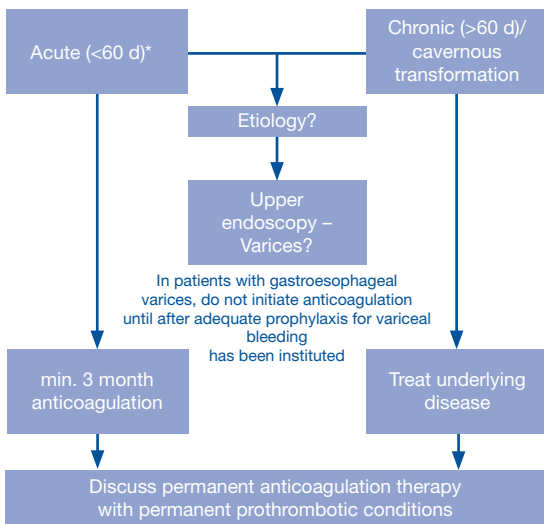 Acute (<60 d)*
Chronic (>60 d)/
cavernous
transformation
Etiology?
Upper
endoscopy –
Varices?
In patients with gastroesophageal
varices, do not initiate anticoagulation
until after adequate prophylaxis for variceal
bleeding
has been instituted
min. 3 month
anticoagulation
Treat underlying
disease
Discuss permanent anticoagulation therapy
with permanent prothrombotic conditions